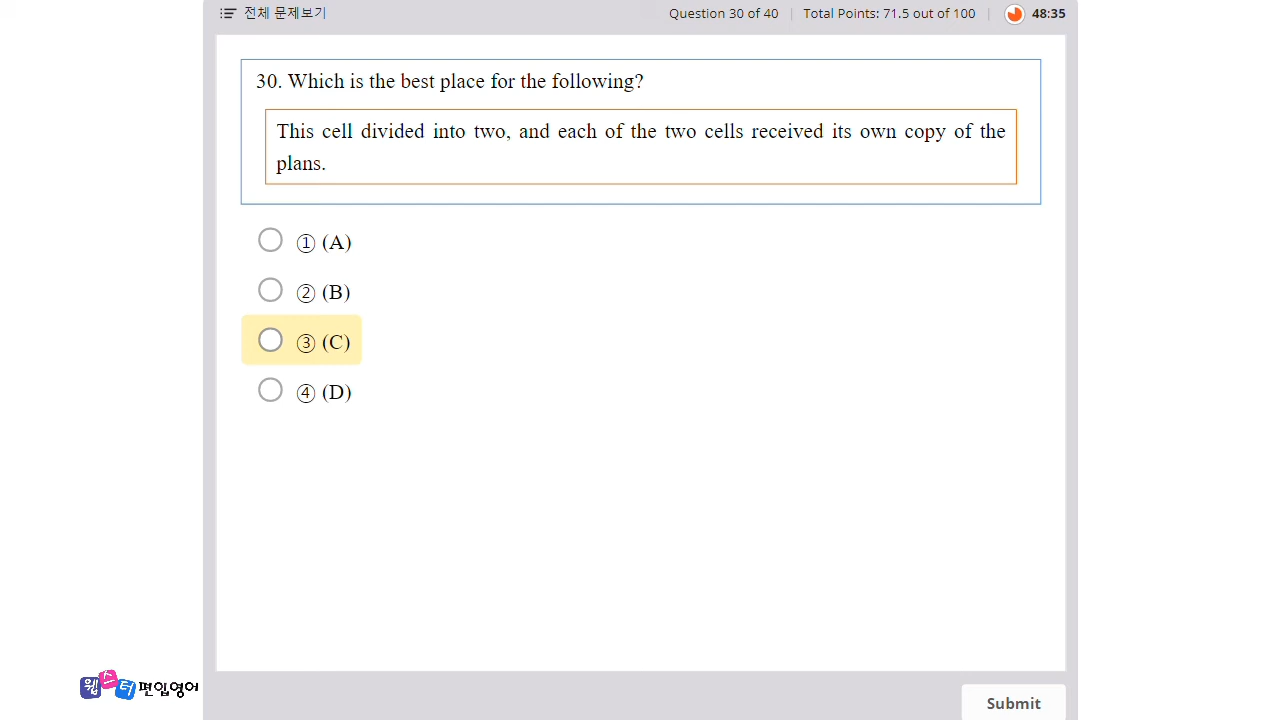 전체 문제보기
Question 30 of 40 | Total Points: 71.5 out of 100 | 48:35
30. Which is the best place for the following?
This cell divided into two, and each of the two cells received its own copy of the
plans.
① (A)
② (B)
③ (C)
④ (D)
웹스터 편입영어
Submit